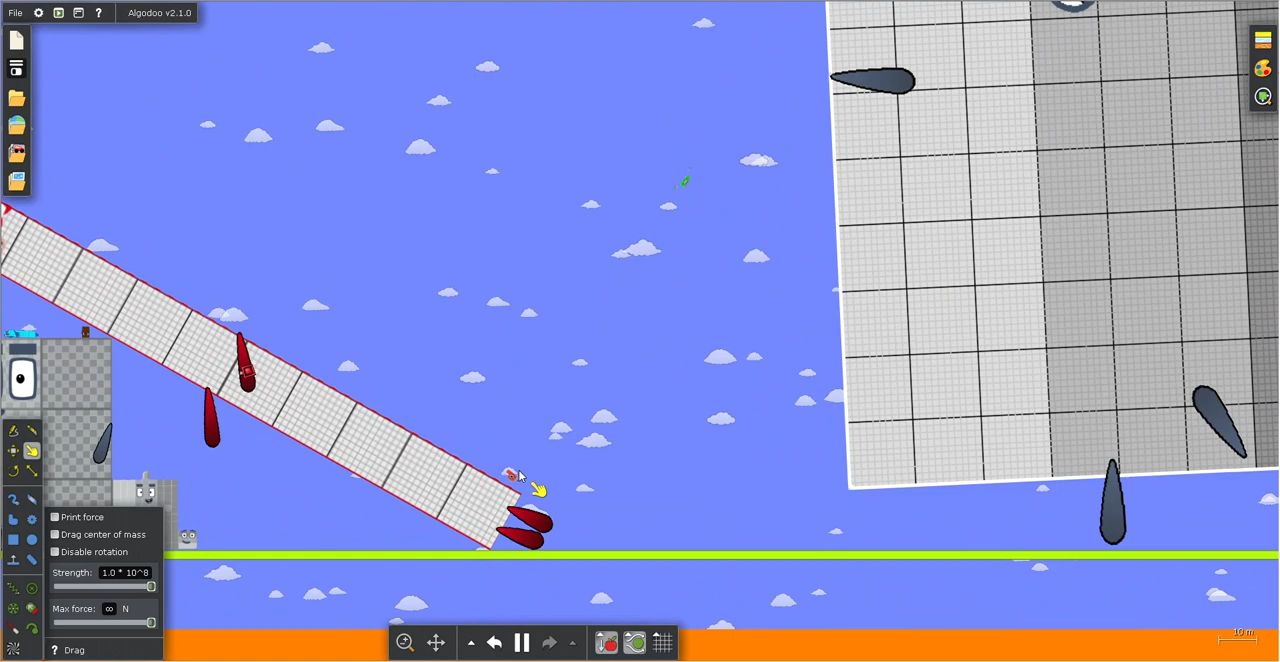 File ? Algodoo v2.1.0
Print force
Drag center of mass
Disable rotation
Strength: 1.0 * 10^8
Max force: ∞ N
? Drag
10 m